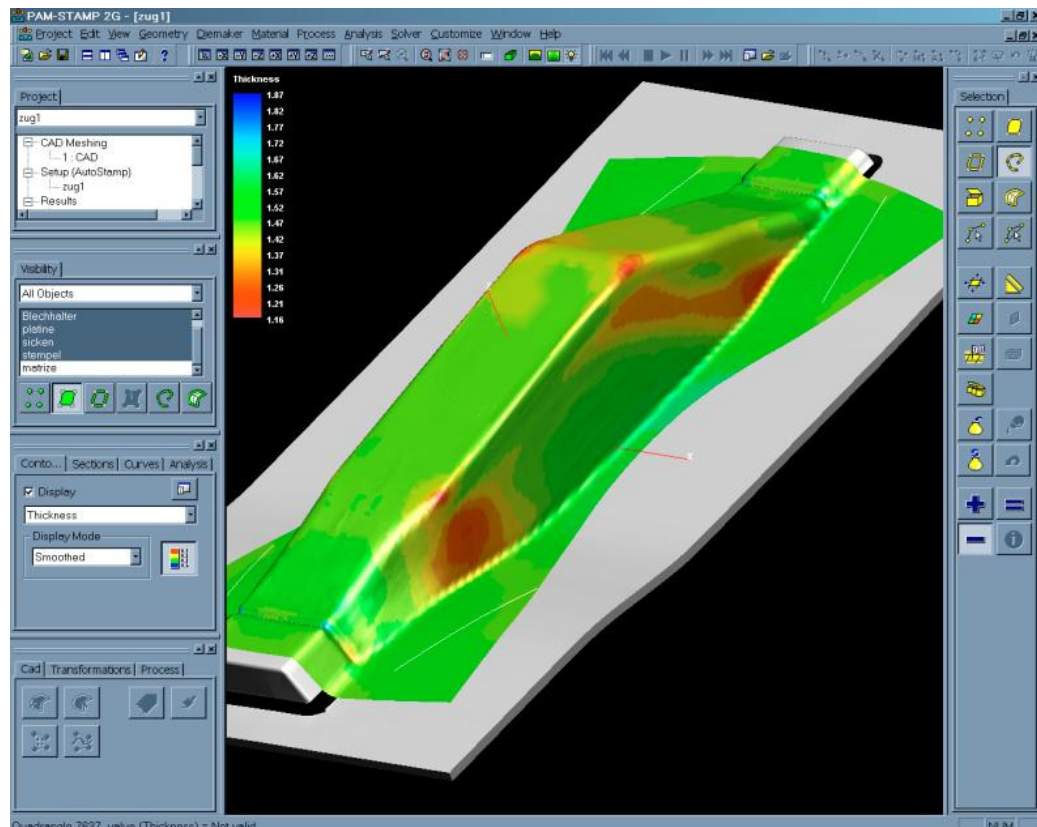 PAM-STAMP 2G - [zug1]
Project Edit View Geometry Diemaker Material Process Analysis Solver Customize Window Help
Project
zug1
CAD Meshing
1 : CAD
Setup (AutoStamp)
zug1
Results
Visibility
All Objects
Blechhalter
platine
sicken
stempel
matrize
Conto... Sections Curves Analysis
Display
Thickness
Display Mode
Smoothed
Cad Transformations Process
Thickness
1.87
1.82
1.77
1.72
1.67
1.62
1.57
1.52
1.47
1.42
1.37
1.31
1.26
1.21
1.16
X
Selection
Quadrangle 7637, value (Thickness) = Not valid
NUM